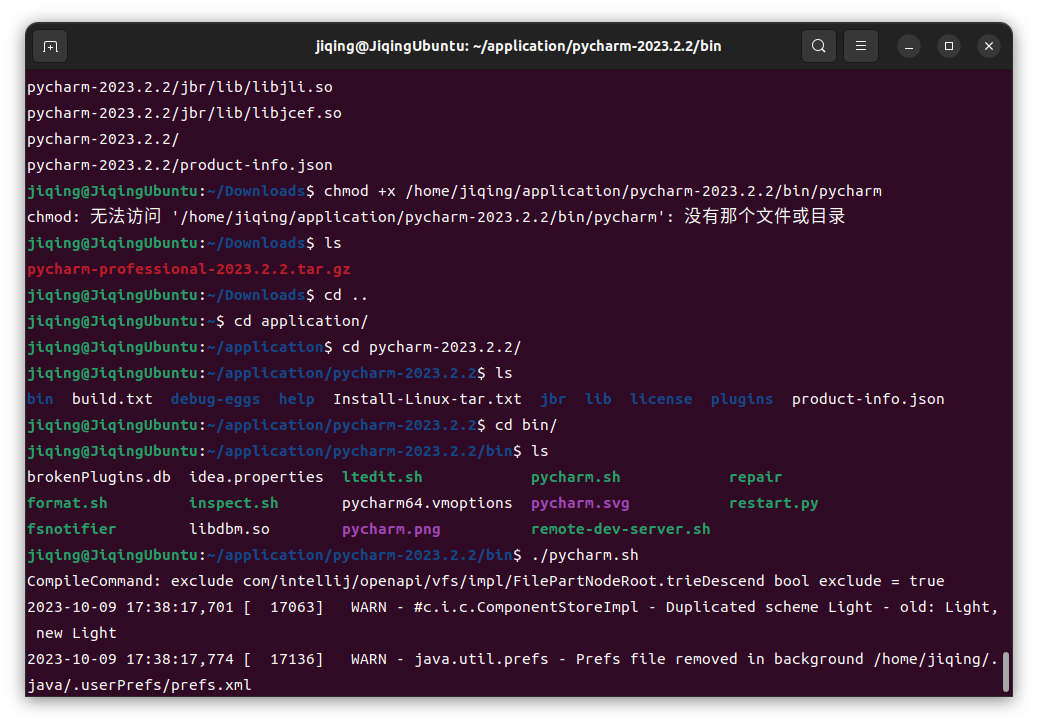 jiqing@JiqingUbuntu: ~/application/pycharm-2023.2.2/bin
pycharm-2023.2.2/jbr/lib/libjli.so
pycharm-2023.2.2/jbr/lib/libjcef.so
pycharm-2023.2.2/
pycharm-2023.2.2/product-info.json
jiqing@JiqingUbuntu:~/Downloads$ chmod +x /home/jiqing/application/pycharm-2023.2.2/bin/pycharm
chmod: 无法访问 '/home/jiqing/application/pycharm-2023.2.2/bin/pycharm': 没有那个文件或目录
jiqing@JiqingUbuntu:~/Downloads$ ls
pycharm-professional-2023.2.2.tar.gz
jiqing@JiqingUbuntu:~/Downloads$ cd ..
jiqing@JiqingUbuntu:~$ cd application/
jiqing@JiqingUbuntu:~/application$ cd pycharm-2023.2.2/
jiqing@JiqingUbuntu:~/application/pycharm-2023.2.2$ ls
bin  build.txt  debug-eggs  help  Install-Linux-tar.txt  jbr  lib  license  plugins  product-info.json
jiqing@JiqingUbuntu:~/application/pycharm-2023.2.2$ cd bin/
jiqing@JiqingUbuntu:~/application/pycharm-2023.2.2/bin$ ls
brokenPlugins.db  idea.properties  ltedit.sh            pycharm.sh            repair
format.sh         inspect.sh       pycharm64.vmoptions  pycharm.svg           restart.py
fsnotifier        libdbm.so        pycharm.png          remote-dev-server.sh
jiqing@JiqingUbuntu:~/application/pycharm-2023.2.2/bin$ ./pycharm.sh
CompileCommand: exclude com/intellij/openapi/vfs/impl/FilePartNodeRoot.trieDescend bool exclude = true
2023-10-09 17:38:17,701 [  17063]   WARN - #c.i.c.ComponentStoreImpl - Duplicated scheme Light - old: Light,
 new Light
2023-10-09 17:38:17,774 [  17136]   WARN - java.util.prefs - Prefs file removed in background /home/jiqing/.
java/.userPrefs/prefs.xml